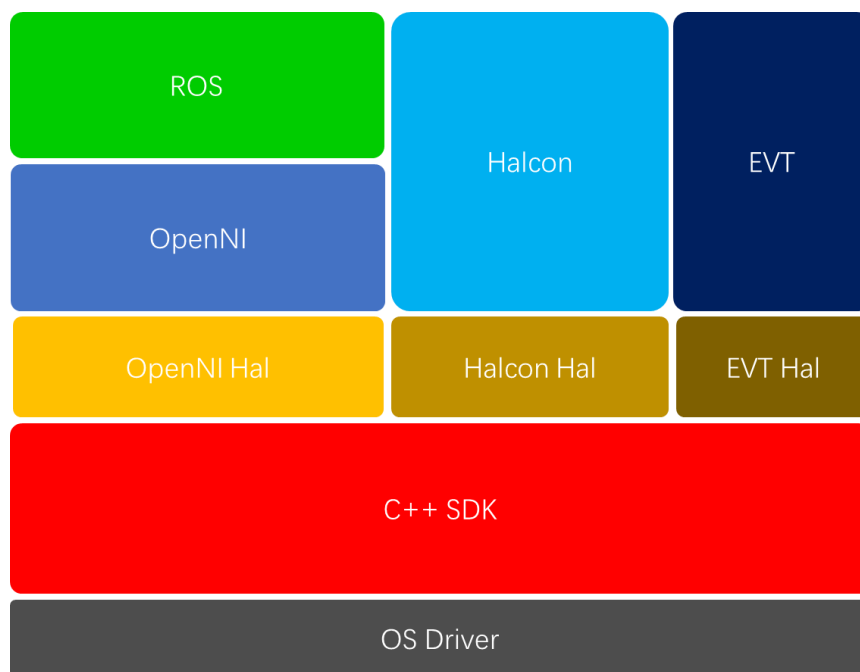 ROS
Halcon
EVT
OpenNI
OpenNI Hal
Halcon Hal
EVT Hal
C++ SDK
OS Driver